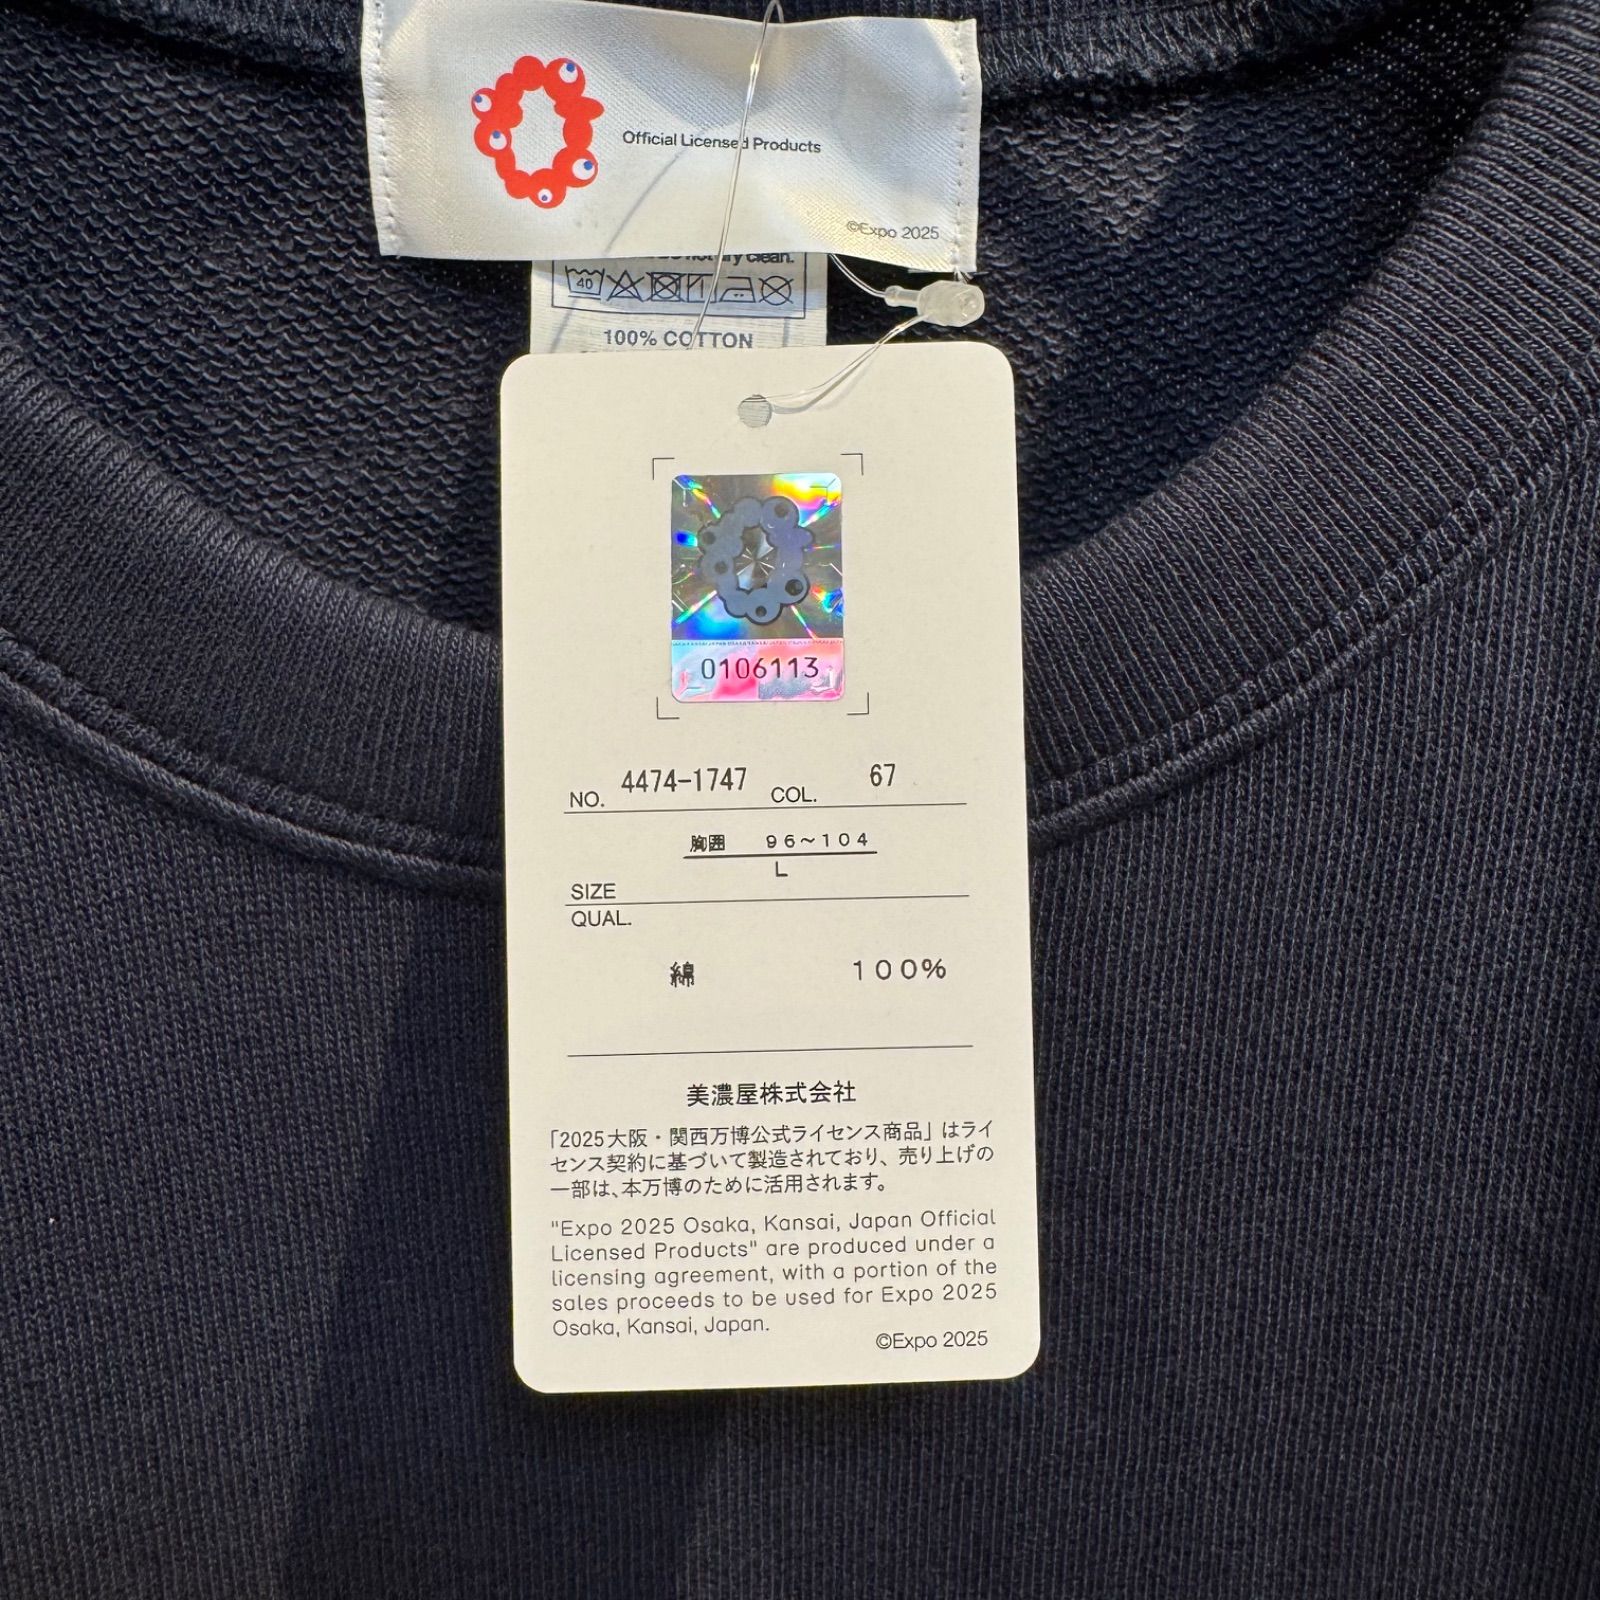 Official Licensed Products
©Expo 2025
not dry clean.
40
100% COTTON
0106113
NO. 4474-1747 COL. 67
胸囲 96～104
L
SIZE
QUAL.
綿 100%
美濃屋株式会社
「2025大阪・関西万博公式ライセンス商品」はライ
センス契約に基づいて製造されており、売り上げの
一部は、本万博のために活用されます。
"Expo 2025 Osaka, Kansai, Japan Official
Licensed Products" are produced under a
licensing agreement, with a portion of the
sales proceeds to be used for Expo 2025
Osaka, Kansai, Japan.
©Expo 2025